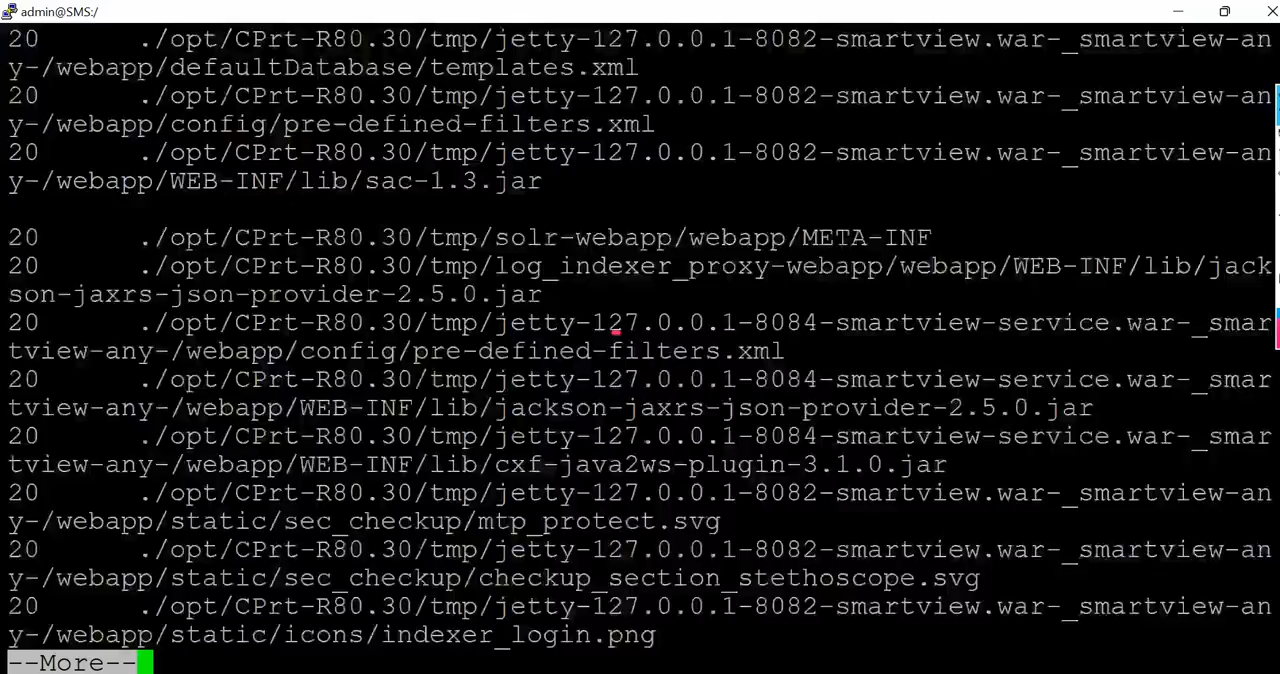 admin@SMS:/
20 ./opt/CPrt-R80.30/tmp/jetty-127.0.0.1-8082-smartview.war-_smartview-an
y-/webapp/defaultDatabase/templates.xml
20 ./opt/CPrt-R80.30/tmp/jetty-127.0.0.1-8082-smartview.war-_smartview-an
y-/webapp/config/pre-defined-filters.xml
20 ./opt/CPrt-R80.30/tmp/jetty-127.0.0.1-8082-smartview.war-_smartview-an
y-/webapp/WEB-INF/lib/sac-1.3.jar
20 ./opt/CPrt-R80.30/tmp/solr-webapp/webapp/META-INF
20 ./opt/CPrt-R80.30/tmp/log_indexer_proxy-webapp/webapp/WEB-INF/lib/jack
son-jaxrs-json-provider-2.5.0.jar
20 ./opt/CPrt-R80.30/tmp/jetty-127.0.0.1-8084-smartview-service.war-_smar
tview-any-/webapp/config/pre-defined-filters.xml
20 ./opt/CPrt-R80.30/tmp/jetty-127.0.0.1-8084-smartview-service.war-_smar
tview-any-/webapp/WEB-INF/lib/jackson-jaxrs-json-provider-2.5.0.jar
20 ./opt/CPrt-R80.30/tmp/jetty-127.0.0.1-8084-smartview-service.war-_smar
tview-any-/webapp/WEB-INF/lib/cxf-java2ws-plugin-3.1.0.jar
20 ./opt/CPrt-R80.30/tmp/jetty-127.0.0.1-8082-smartview.war-_smartview-an
y-/webapp/static/sec_checkup/mtp_protect.svg
20 ./opt/CPrt-R80.30/tmp/jetty-127.0.0.1-8082-smartview.war-_smartview-an
y-/webapp/static/sec_checkup/checkup_section_stethoscope.svg
20 ./opt/CPrt-R80.30/tmp/jetty-127.0.0.1-8082-smartview.war-_smartview-an
y-/webapp/static/icons/indexer_login.png
--More--